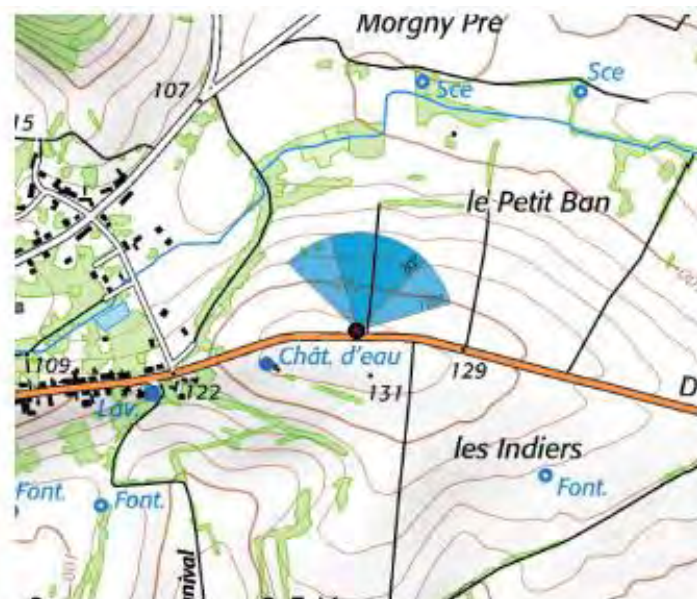 Morgny Pré
Sce
Sce
107
15
le Petit Ban
Chât. d'eau
109
129
131
122
Lav.
D
les Indiers
Font.
Font.
Font.